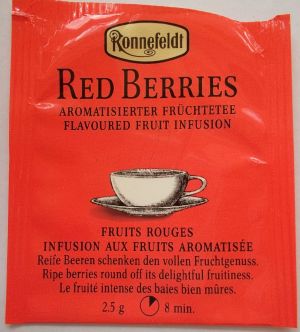 Ronnefeldt
RED BERRIES
AROMATISIERTER FRÜCHTETEE
FLAVOURED FRUIT INFUSION
FRUITS ROUGES
INFUSION AUX FRUITS AROMATISÉE
Reife Beeren schenken den vollen Fruchtgenuss.
Ripe berries round off its delightful fruitiness.
Le fruité intense des baies bien mûres.
2.5 g 8 min.